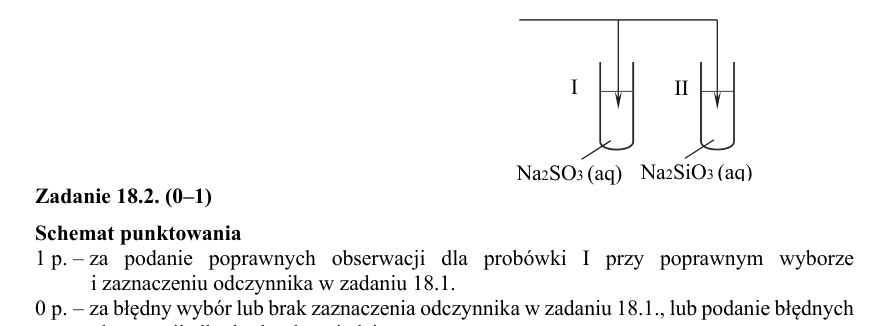 I II
Na2SO3 (aq) Na2SiO3 (aq)
Zadanie 18.2. (0–1)
Schemat punktowania
1 p. – za podanie poprawnych obserwacji dla probówki I przy poprawnym wyborze
i zaznaczeniu odczynnika w zadaniu 18.1.
0 p. – za błędny wybór lub brak zaznaczenia odczynnika w zadaniu 18.1., lub podanie błędnych